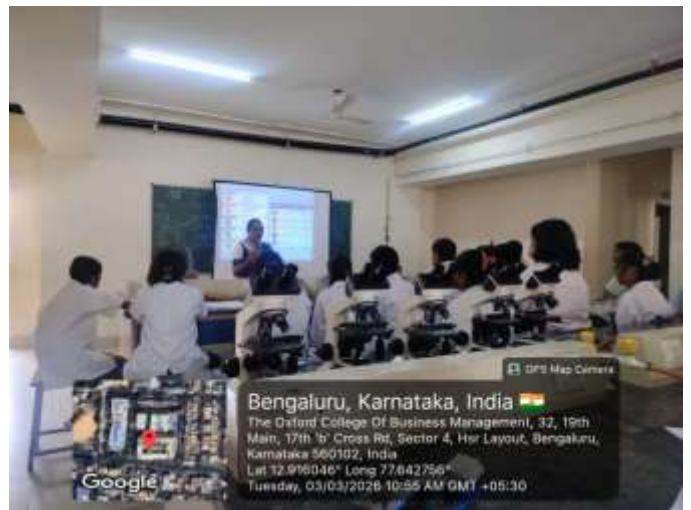 GPS Map Camera
Bengaluru, Karnataka, India
The Oxford College Of Business Management, 32, 19th
Main, 17th 'b' Cross Rd, Sector 4, Hsr Layout, Bengaluru,
Karnataka 560102, India
Lat 12.916046° Long 77.642756°
Tuesday, 03/03/2026 10:55 AM GMT +05:30
Google